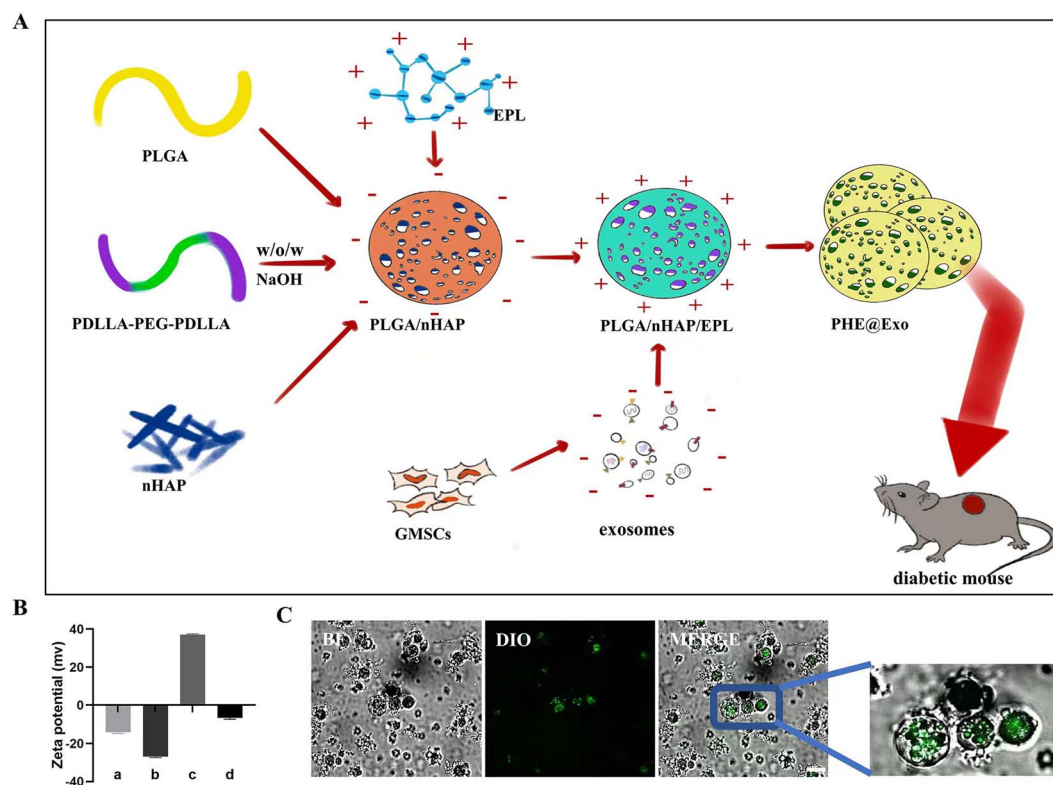 A
EPL
PLGA
w/o/w
NaOH
PDLLA-PEG-PDLLA
PLGA/nHAP
PLGA/nHAP/EPL
PHE@Exo
nHAP
GMSCs
exosomes
diabetic mouse
B
Zeta potential (mv)
40
20
0
-20
-40
a b c d
C
DIO
MERGE